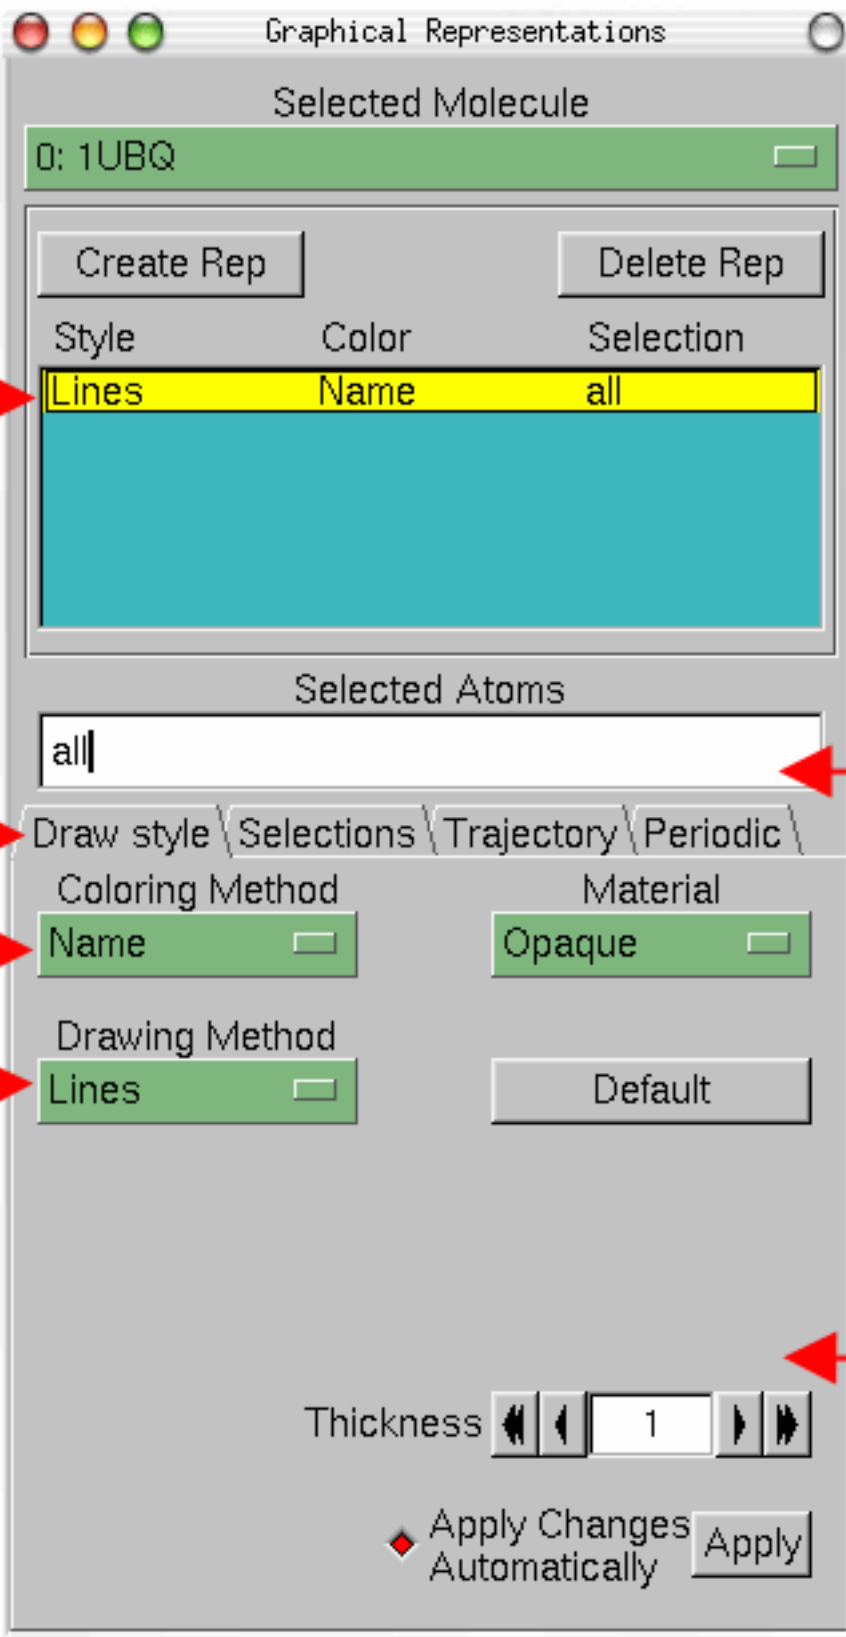 Graphical Representations
Selected Molecule
0: 1UBQ
Create Rep Delete Rep
Style Color Selection
Lines Name all
Selected Atoms
all
Draw style Selections Trajectory Periodic
Coloring Method Material
Name Opaque
Drawing Method
Lines Default
Thickness 1
Apply Changes
Automatically Apply